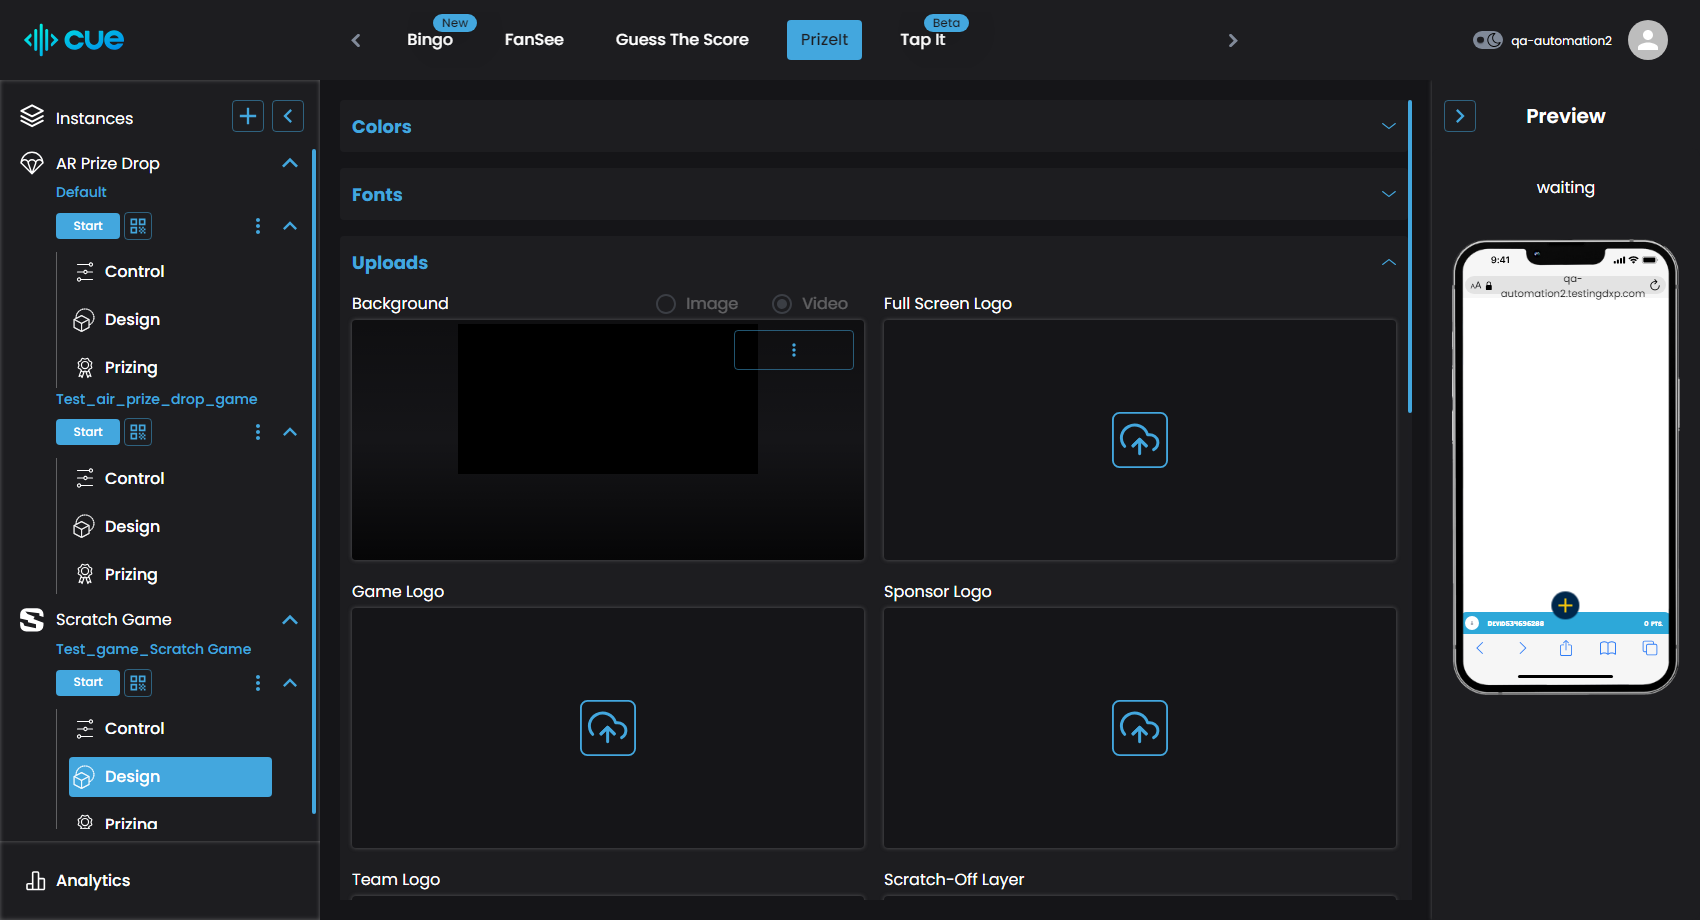 cue
Bingo
New
FanSee
Guess The Score
PrizeIt
Tap It
Beta
qa-automation2
Instances
AR Prize Drop
Default
Start
Control
Design
Prizing
Test_air_prize_drop_game
Start
Control
Design
Prizing
Scratch Game
Test_game_Scratch Game
Start
Control
Design
Prizing
Analytics
Colors
Fonts
Uploads
Background
Image
Video
Full Screen Logo
Game Logo
Sponsor Logo
Team Logo
Scratch-Off Layer
Preview
waiting
9:41
AA
qa-
automation2.testingdxp.com
0 PTS.